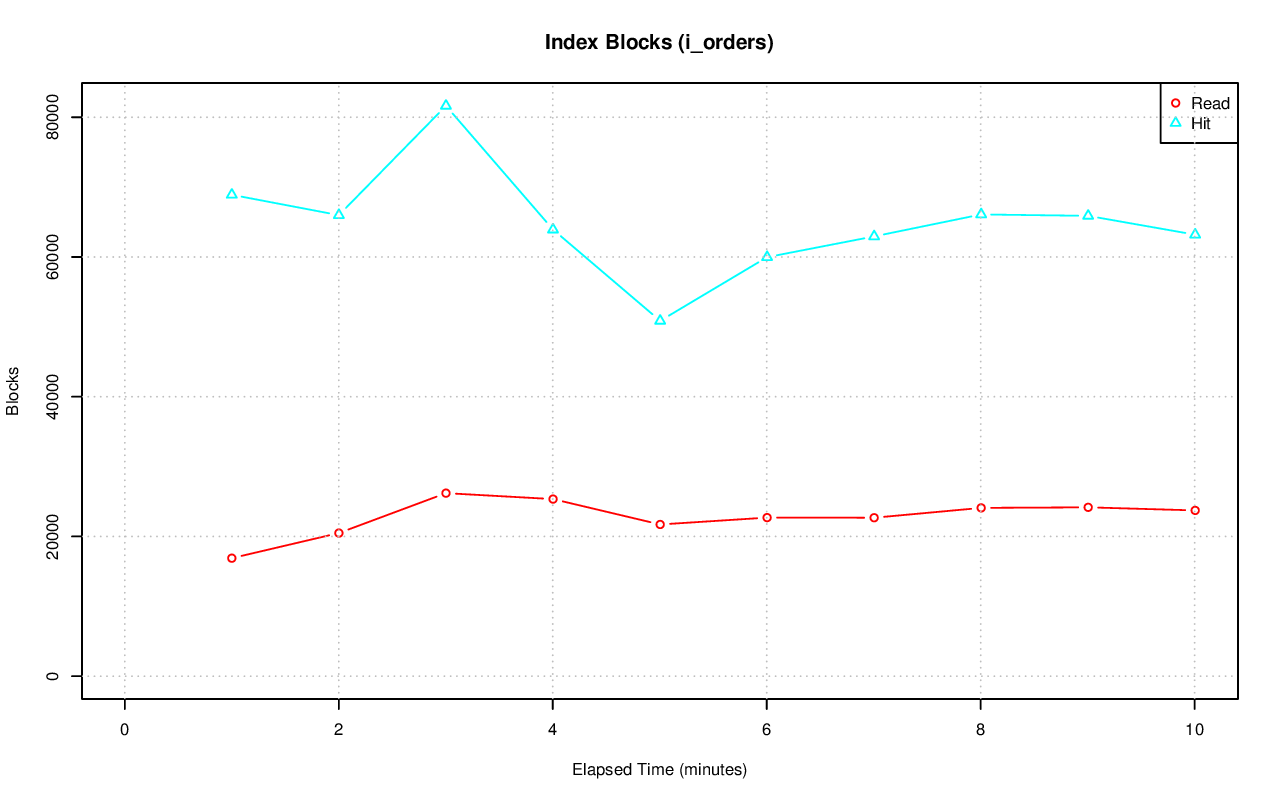 Index Blocks (i_orders)
Read
Hit
80000
60000
40000
20000
0
Blocks
0 2 4 6 8 10
Elapsed Time (minutes)